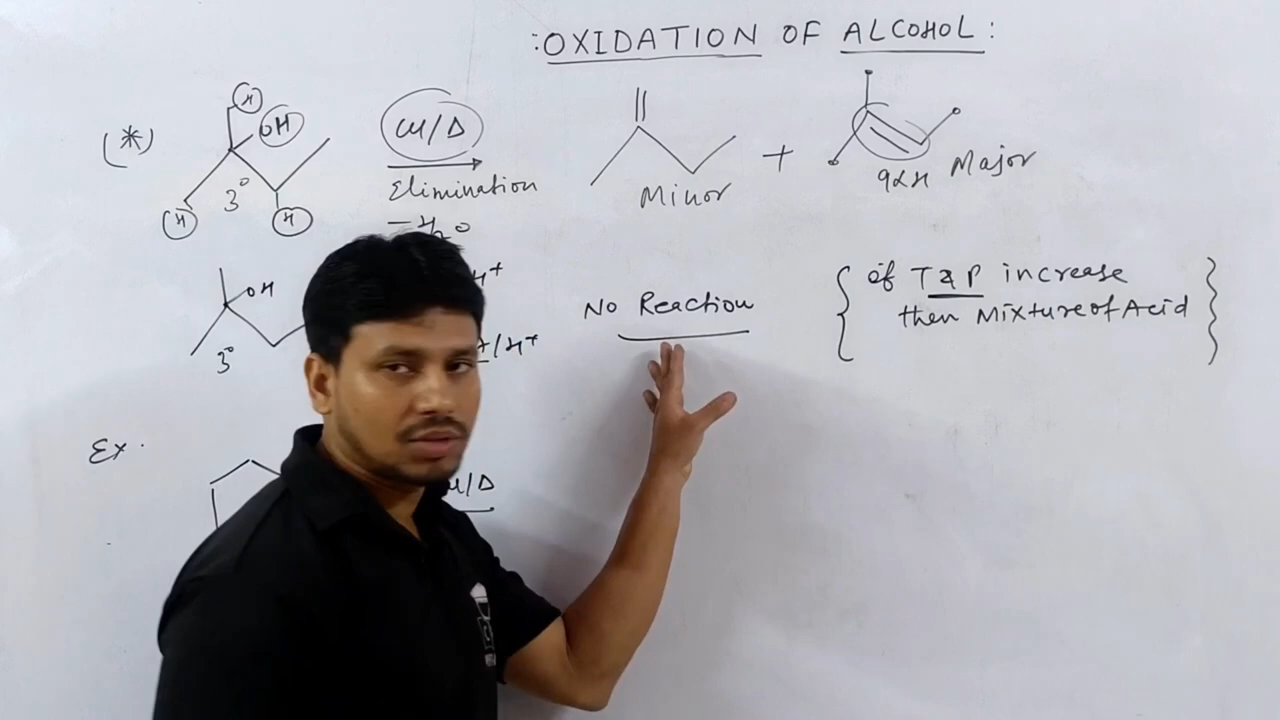 :OXIDATION OF ALCOHOL:
(*) H OH 3° H H
Cu/Δ
Elimination
- H₂O
Minor + 9αH Major
OH 3°
H+
/H+
No Reaction
{ if T & P increase
then Mixture of Acid }
Ex.
Cu/Δ